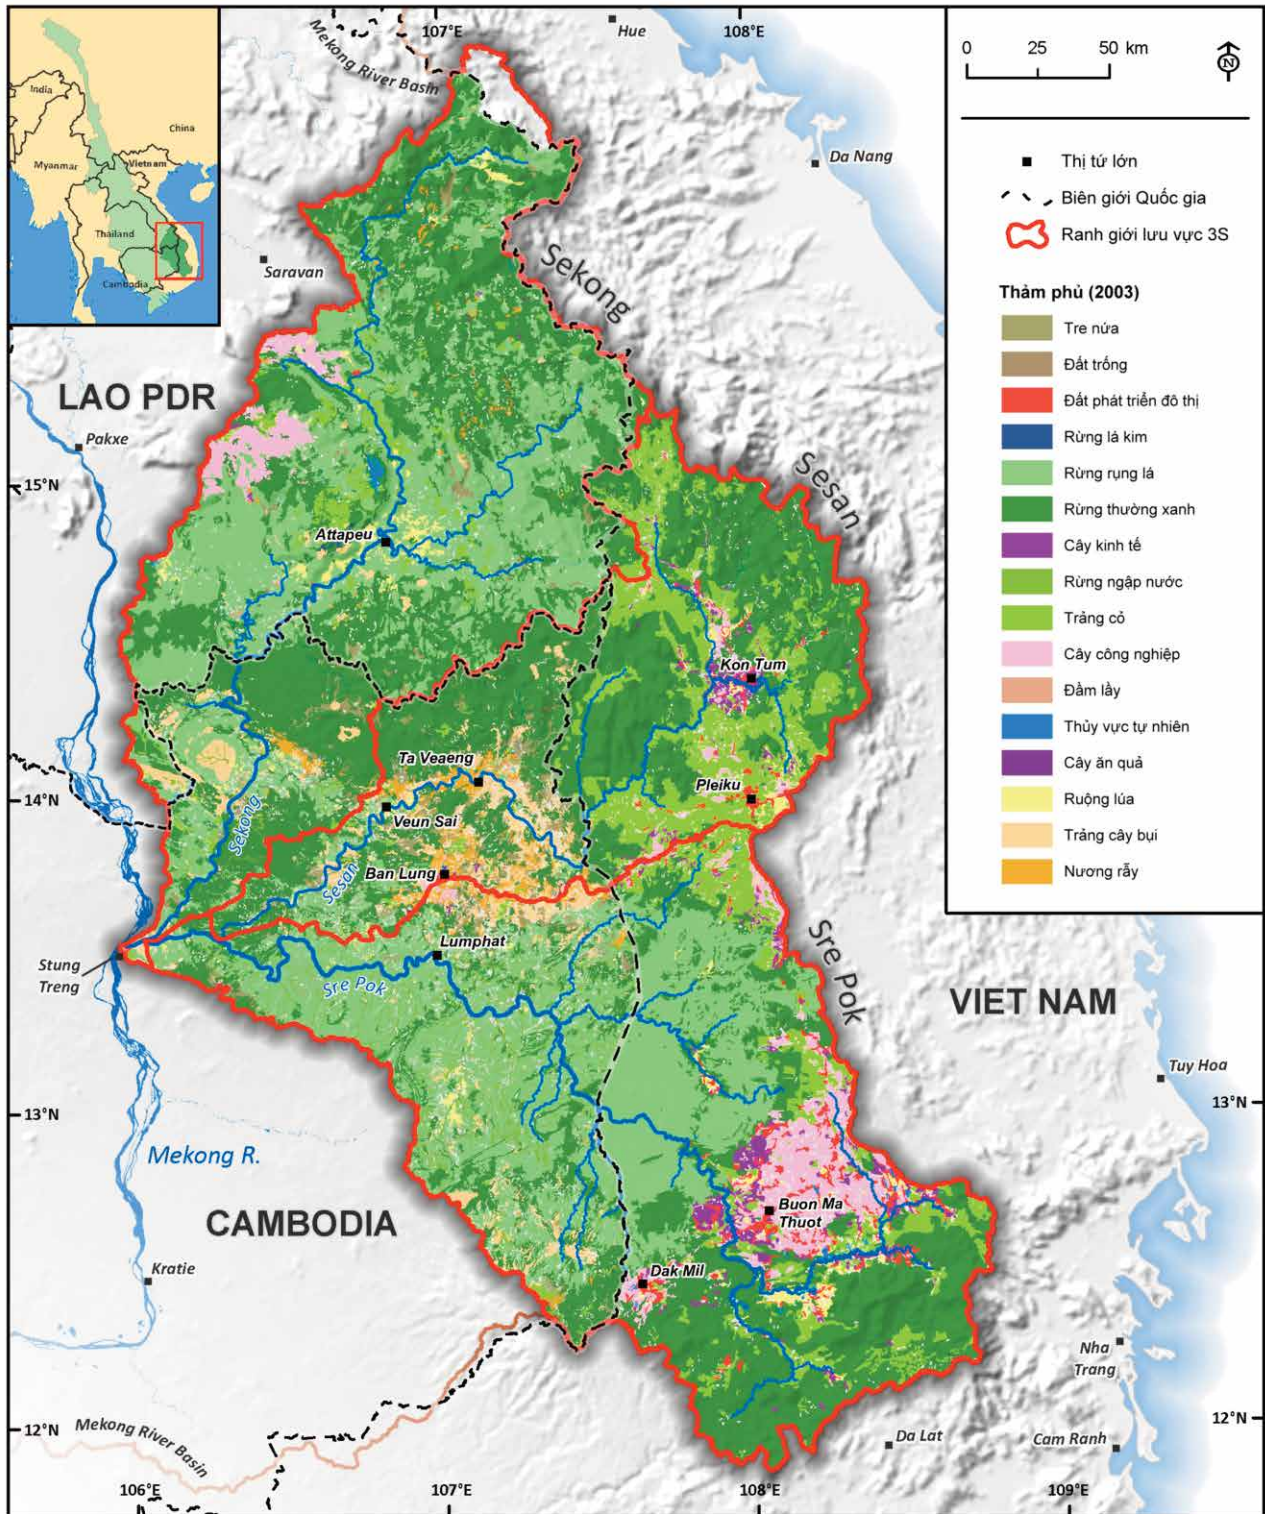 107°E
108°E
Hue
Mekong River Basin
India
China
Myanmar
Vietnam
Thailand
Cambodia
0 25 50 km
N
Da Nang
Thị tứ lớn
Biên giới Quốc gia
Ranh giới lưu vực 3S
Thảm phủ (2003)
Tre nứa
Đất trống
Đất phát triển đô thị
Rừng lá kim
Rừng rụng lá
Rừng thường xanh
Cây kinh tế
Rừng ngập nước
Trảng cỏ
Cây công nghiệp
Đầm lầy
Thủy vực tự nhiên
Cây ăn quả
Ruộng lúa
Trảng cây bụi
Nương rẫy
Saravan
Sekong
LAO PDR
Pakxe
Sesan
15°N
Attapeu
Kon Tum
Ta Veaeng
Pleiku
14°N
Veun Sai
Sekong
Sesan
Ban Lung
Lumphat
Stung
Treng
Sre Pok
Sre Pok
VIET NAM
Tuy Hoa
13°N
13°N
Mekong R.
CAMBODIA
Buon Ma
Thuot
Dak Mil
Kratie
Nha
Trang
12°N
12°N
Mekong River
Basin
Da Lat
Cam Ranh
106°E
107°E
108°E
109°E